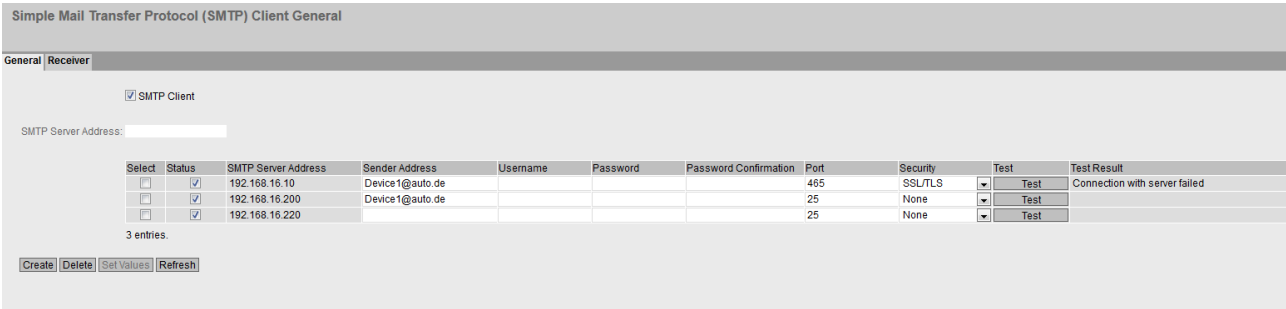 Simple Mail Transfer Protocol (SMTP) Client General
General Receiver
SMTP Client
SMTP Server Address:
Select Status SMTP Server Address Sender Address Username Password Password Confirmation Port Security Test Test Result
192.168.16.10 Device1@auto.de 465 SSL/TLS Test Connection with server failed
192.168.16.200 Device1@auto.de 25 None Test
192.168.16.220 25 None Test
3 entries.
Create Delete Set Values Refresh